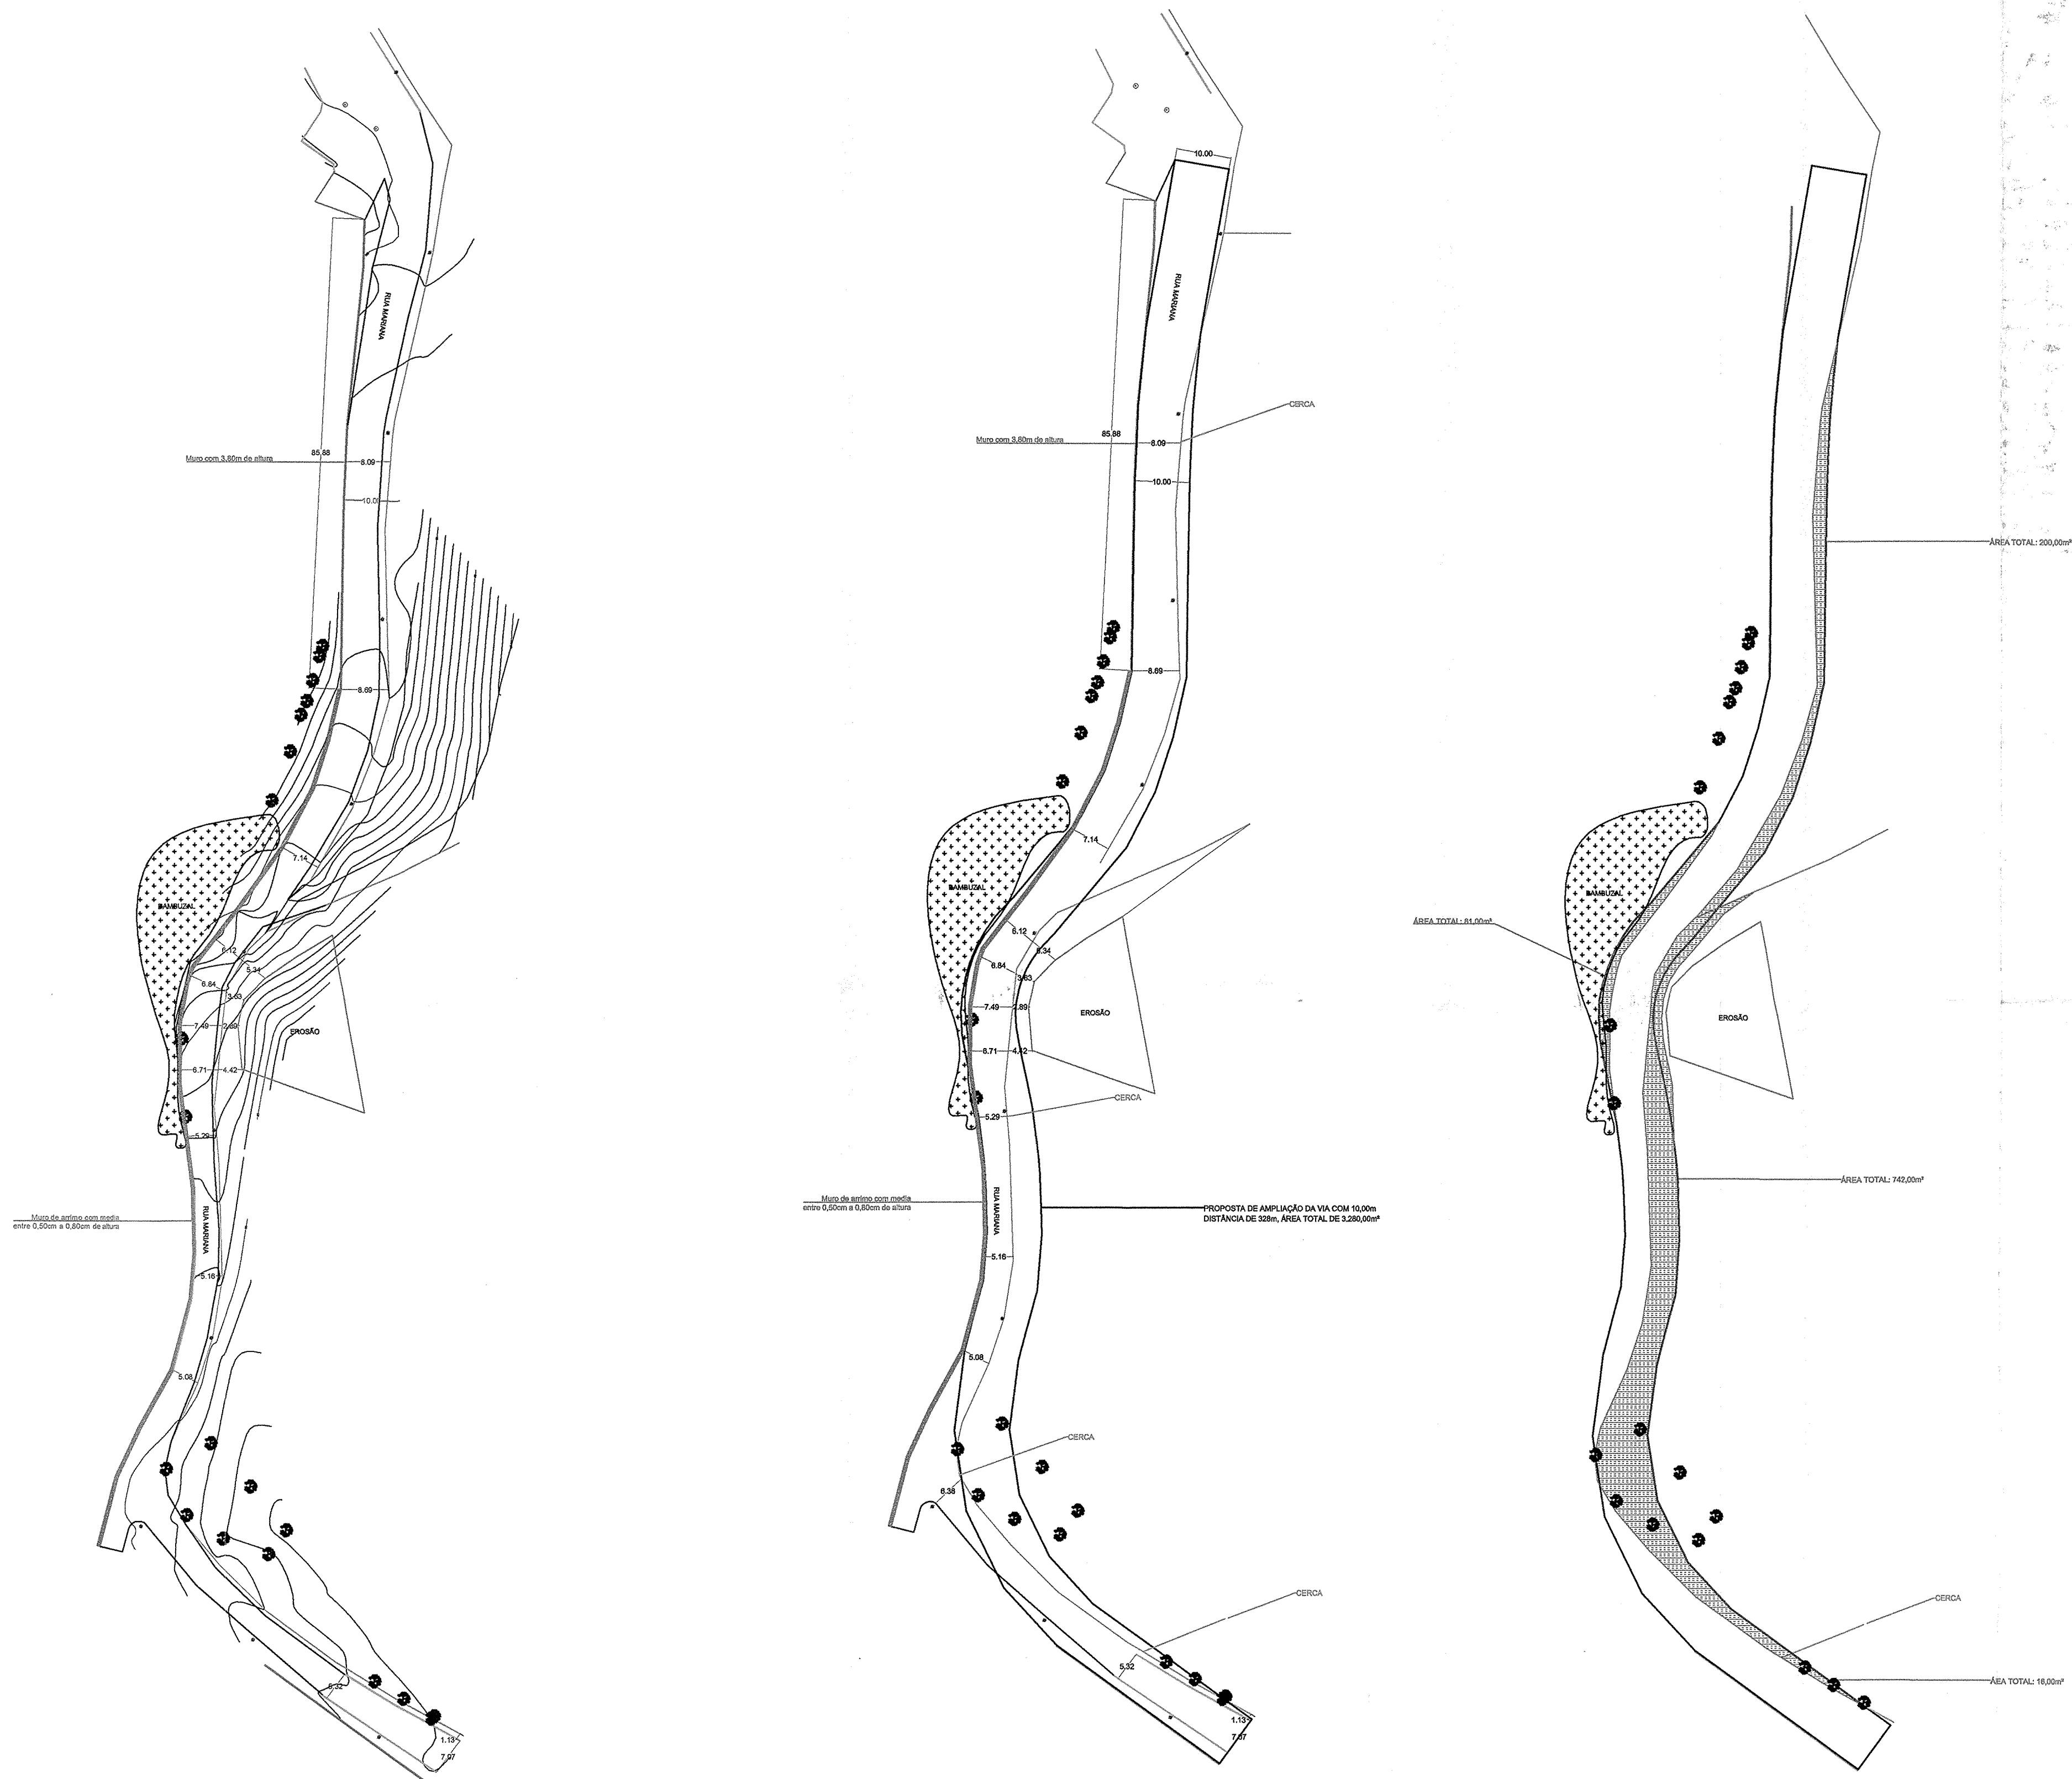 RUA MARIANA
Muro com 3,80m de altura
85.88
8.09
10.0
8.69
7.14
BAMBUZAL
6.12
5.34
6.84
3.63
7.49
2.89
EROSÃO
6.71
4.42
5.29
Muro de arrimo com media
entre 0,50cm a 0,80cm de altura
RUA MARIANA
5.16
5.08
5.32
1.13
7.07
10.00
RUA MARIANA
CERCA
Muro com 3,80m de altura
85.88
8.09
10.00
8.69
7.14
BAMBUZAL
6.12
5.34
6.84
3.63
7.49
2.89
EROSÃO
6.71
4.42
CERCA
5.29
Muro de arrimo com media
entre 0,50cm a 0,80cm de altura
RUA MARIANA
PROPOSTA DE AMPLIAÇÃO DA VIA COM 10,00m
DISTÂNCIA DE 328m, ÁREA TOTAL DE 3.280,00m²
5.16
5.08
CERCA
6.38
CERCA
5.32
1.13
7.07
ÁREA TOTAL: 200,00m²
BAMBUZAL
ÁREA TOTAL: 81,00m²
EROSÃO
ÁREA TOTAL: 742,00m²
CERCA
ÁEA TOTAL: 16,00m²